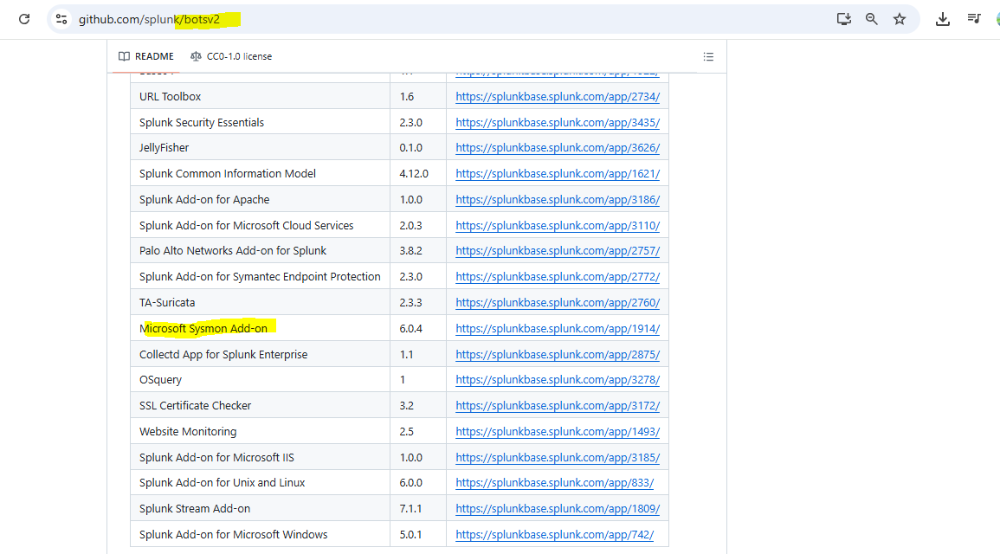 github.com/splunk/botsv2
README CC0-1.0 license
URL Toolbox 1.6 https://splunkbase.splunk.com/app/2734/
Splunk Security Essentials 2.3.0 https://splunkbase.splunk.com/app/3435/
JellyFisher 0.1.0 https://splunkbase.splunk.com/app/3626/
Splunk Common Information Model 4.12.0 https://splunkbase.splunk.com/app/1621/
Splunk Add-on for Apache 1.0.0 https://splunkbase.splunk.com/app/3186/
Splunk Add-on for Microsoft Cloud Services 2.0.3 https://splunkbase.splunk.com/app/3110/
Palo Alto Networks Add-on for Splunk 3.8.2 https://splunkbase.splunk.com/app/2757/
Splunk Add-on for Symantec Endpoint Protection 2.3.0 https://splunkbase.splunk.com/app/2772/
TA-Suricata 2.3.3 https://splunkbase.splunk.com/app/2760/
Microsoft Sysmon Add-on 6.0.4 https://splunkbase.splunk.com/app/1914/
Collectd App for Splunk Enterprise 1.1 https://splunkbase.splunk.com/app/2875/
OSquery 1 https://splunkbase.splunk.com/app/3278/
SSL Certificate Checker 3.2 https://splunkbase.splunk.com/app/3172/
Website Monitoring 2.5 https://splunkbase.splunk.com/app/1493/
Splunk Add-on for Microsoft IIS 1.0.0 https://splunkbase.splunk.com/app/3185/
Splunk Add-on for Unix and Linux 6.0.0 https://splunkbase.splunk.com/app/833/
Splunk Stream Add-on 7.1.1 https://splunkbase.splunk.com/app/1809/
Splunk Add-on for Microsoft Windows 5.0.1 https://splunkbase.splunk.com/app/742/